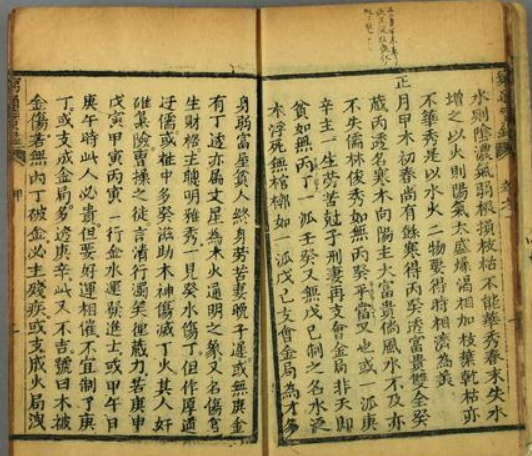 水則陰濃氣弱根損枝枯不能華秀春末失水
增之以火則陽氣太盛燥渴相加枝葉乾枯亦
不華秀是以水火二物要得時相濟為美
正月甲木初春尚有餘寒得丙癸透富貴雙全癸
藏丙透名寒木向陽主大富貴倘風水不及亦
不失儒林俊秀如無丙癸平常又也或一派庚
辛主一生勞苦尅子刑妻再支會金局非夭即
貧如無丙丁一派壬癸又無戊己制之名水泛
木浮死無棺槨如一派戊己支會金局為才多
身弱富屋貧人終身勞苦妻晚子遲或無庚金
有丁透亦屬文星為木火通明之象又名傷官
生財格主聰明雅秀一見癸水傷丁但作厚道
迂儒或柱中多癸滋助木神傷滅丁火其人奸
雄集險曹操之徒言清行濁笑裡藏力若庚申
戊寅甲寅丙寅一行金水運發進士或甲午日
庚午時此人必貴但要好運相催不宜制了庚
丁或支成金局多透庚辛此又不吉號曰木被
金傷若無丙丁破金必主殘疾或支成火局洩